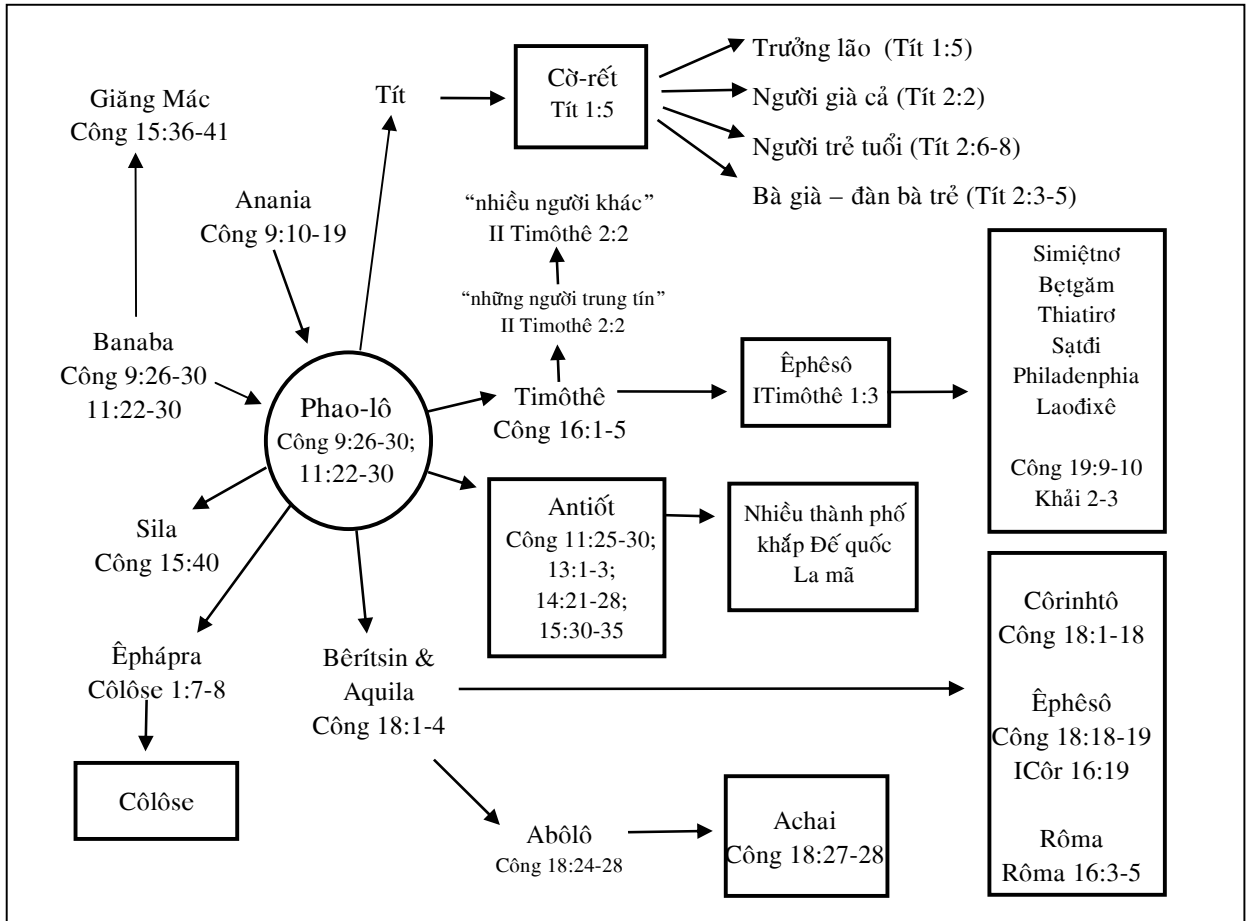 Giăng Mác
Công 15:36-41
Tít
Cờ-rết
Tít 1:5
Trưởng lão (Tít 1:5)
Người già cả (Tít 2:2)
Người trẻ tuổi (Tít 2:6-8)
Bà già – đàn bà trẻ (Tít 2:3-5)
Anania
Công 9:10-19
“nhiều người khác”
II Timôthê 2:2
“những người trung tín”
II Timothê 2:2
Banaba
Công 9:26-30
11:22-30
Phao-lô
Công 9:26-30;
11:22-30
Timôthê
Công 16:1-5
Êphêsô
ITimôthê 1:3
Simiệtnơ
Bẹtgăm
Thiatirơ
Sạtđi
Philadenphia
Laođixê
Công 19:9-10
Khải 2-3
Sila
Công 15:40
Antiốt
Công 11:25-30;
13:1-3;
14:21-28;
15:30-35
Nhiều thành phố
khắp Đế quốc
La mã
Êpháp​ra
Côlôse 1:7-8
Côlôse
Bêrítsin &
Aquila
Công 18:1-4
Côrinhtô
Công 18:1-18
Êphêsô
Công 18:18-19
ICôr 16:19
Rôma
Rôma 16:3-5
Abôlô
Công 18:24-28
Achai
Công 18:27-28